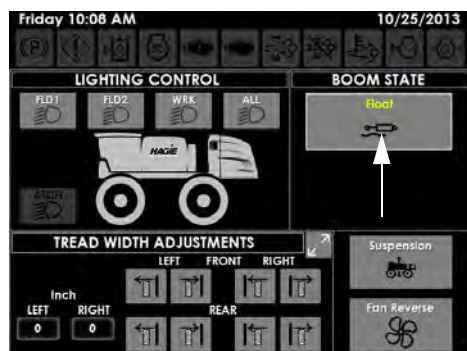 Friday 10:08 AM 10/25/2013
(P)
LIGHTING CONTROL
FLD1 FLD2 WRK ALL
HAGIE
BOOM STATE
Float
TREAD WIDTH ADJUSTMENTS
LEFT FRONT RIGHT
Inch
LEFT RIGHT
0 0
REAR
Suspension
Fan Reverse